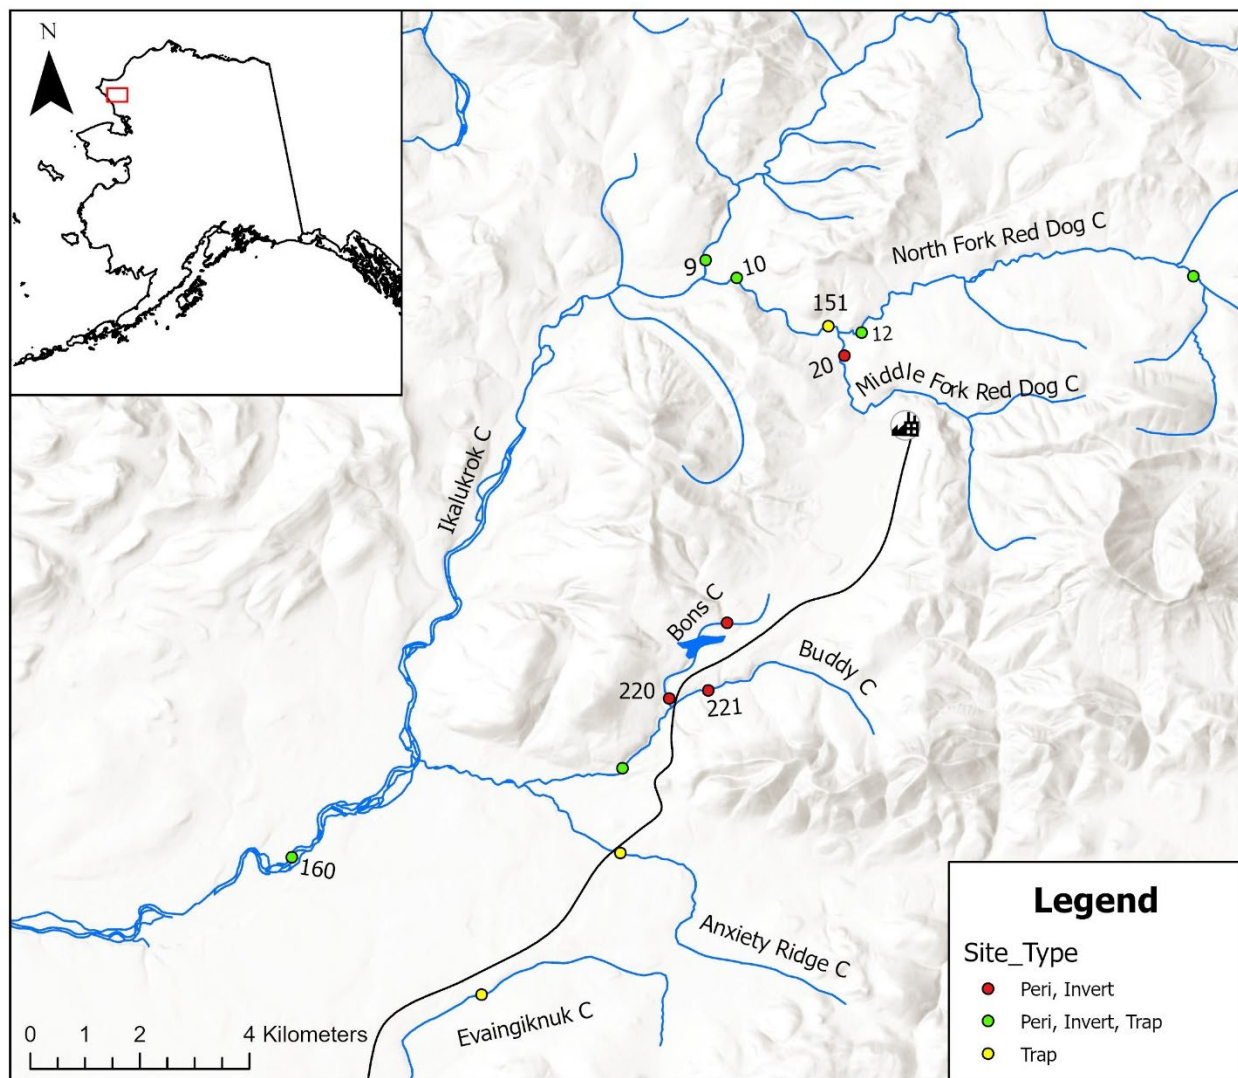 N
North Fork Red Dog C
9
10
151
12
20
Middle Fork Red Dog C
Ikalukrok C
Bons C
Buddy C
220
221
160
Anxiety Ridge C
Evaingiknuk C
0 1 2 4 Kilometers
Legend
Site_Type
Peri, Invert
Peri, Invert, Trap
Trap